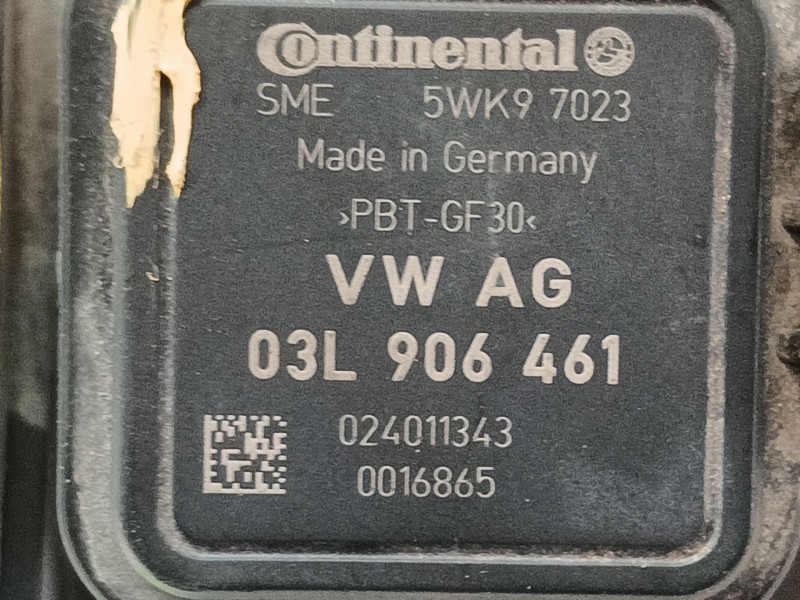 Continental
SME 5WK9 7023
Made in Germany
›PBT-GF30‹
VW AG
03L 906 461
024011343
0016865